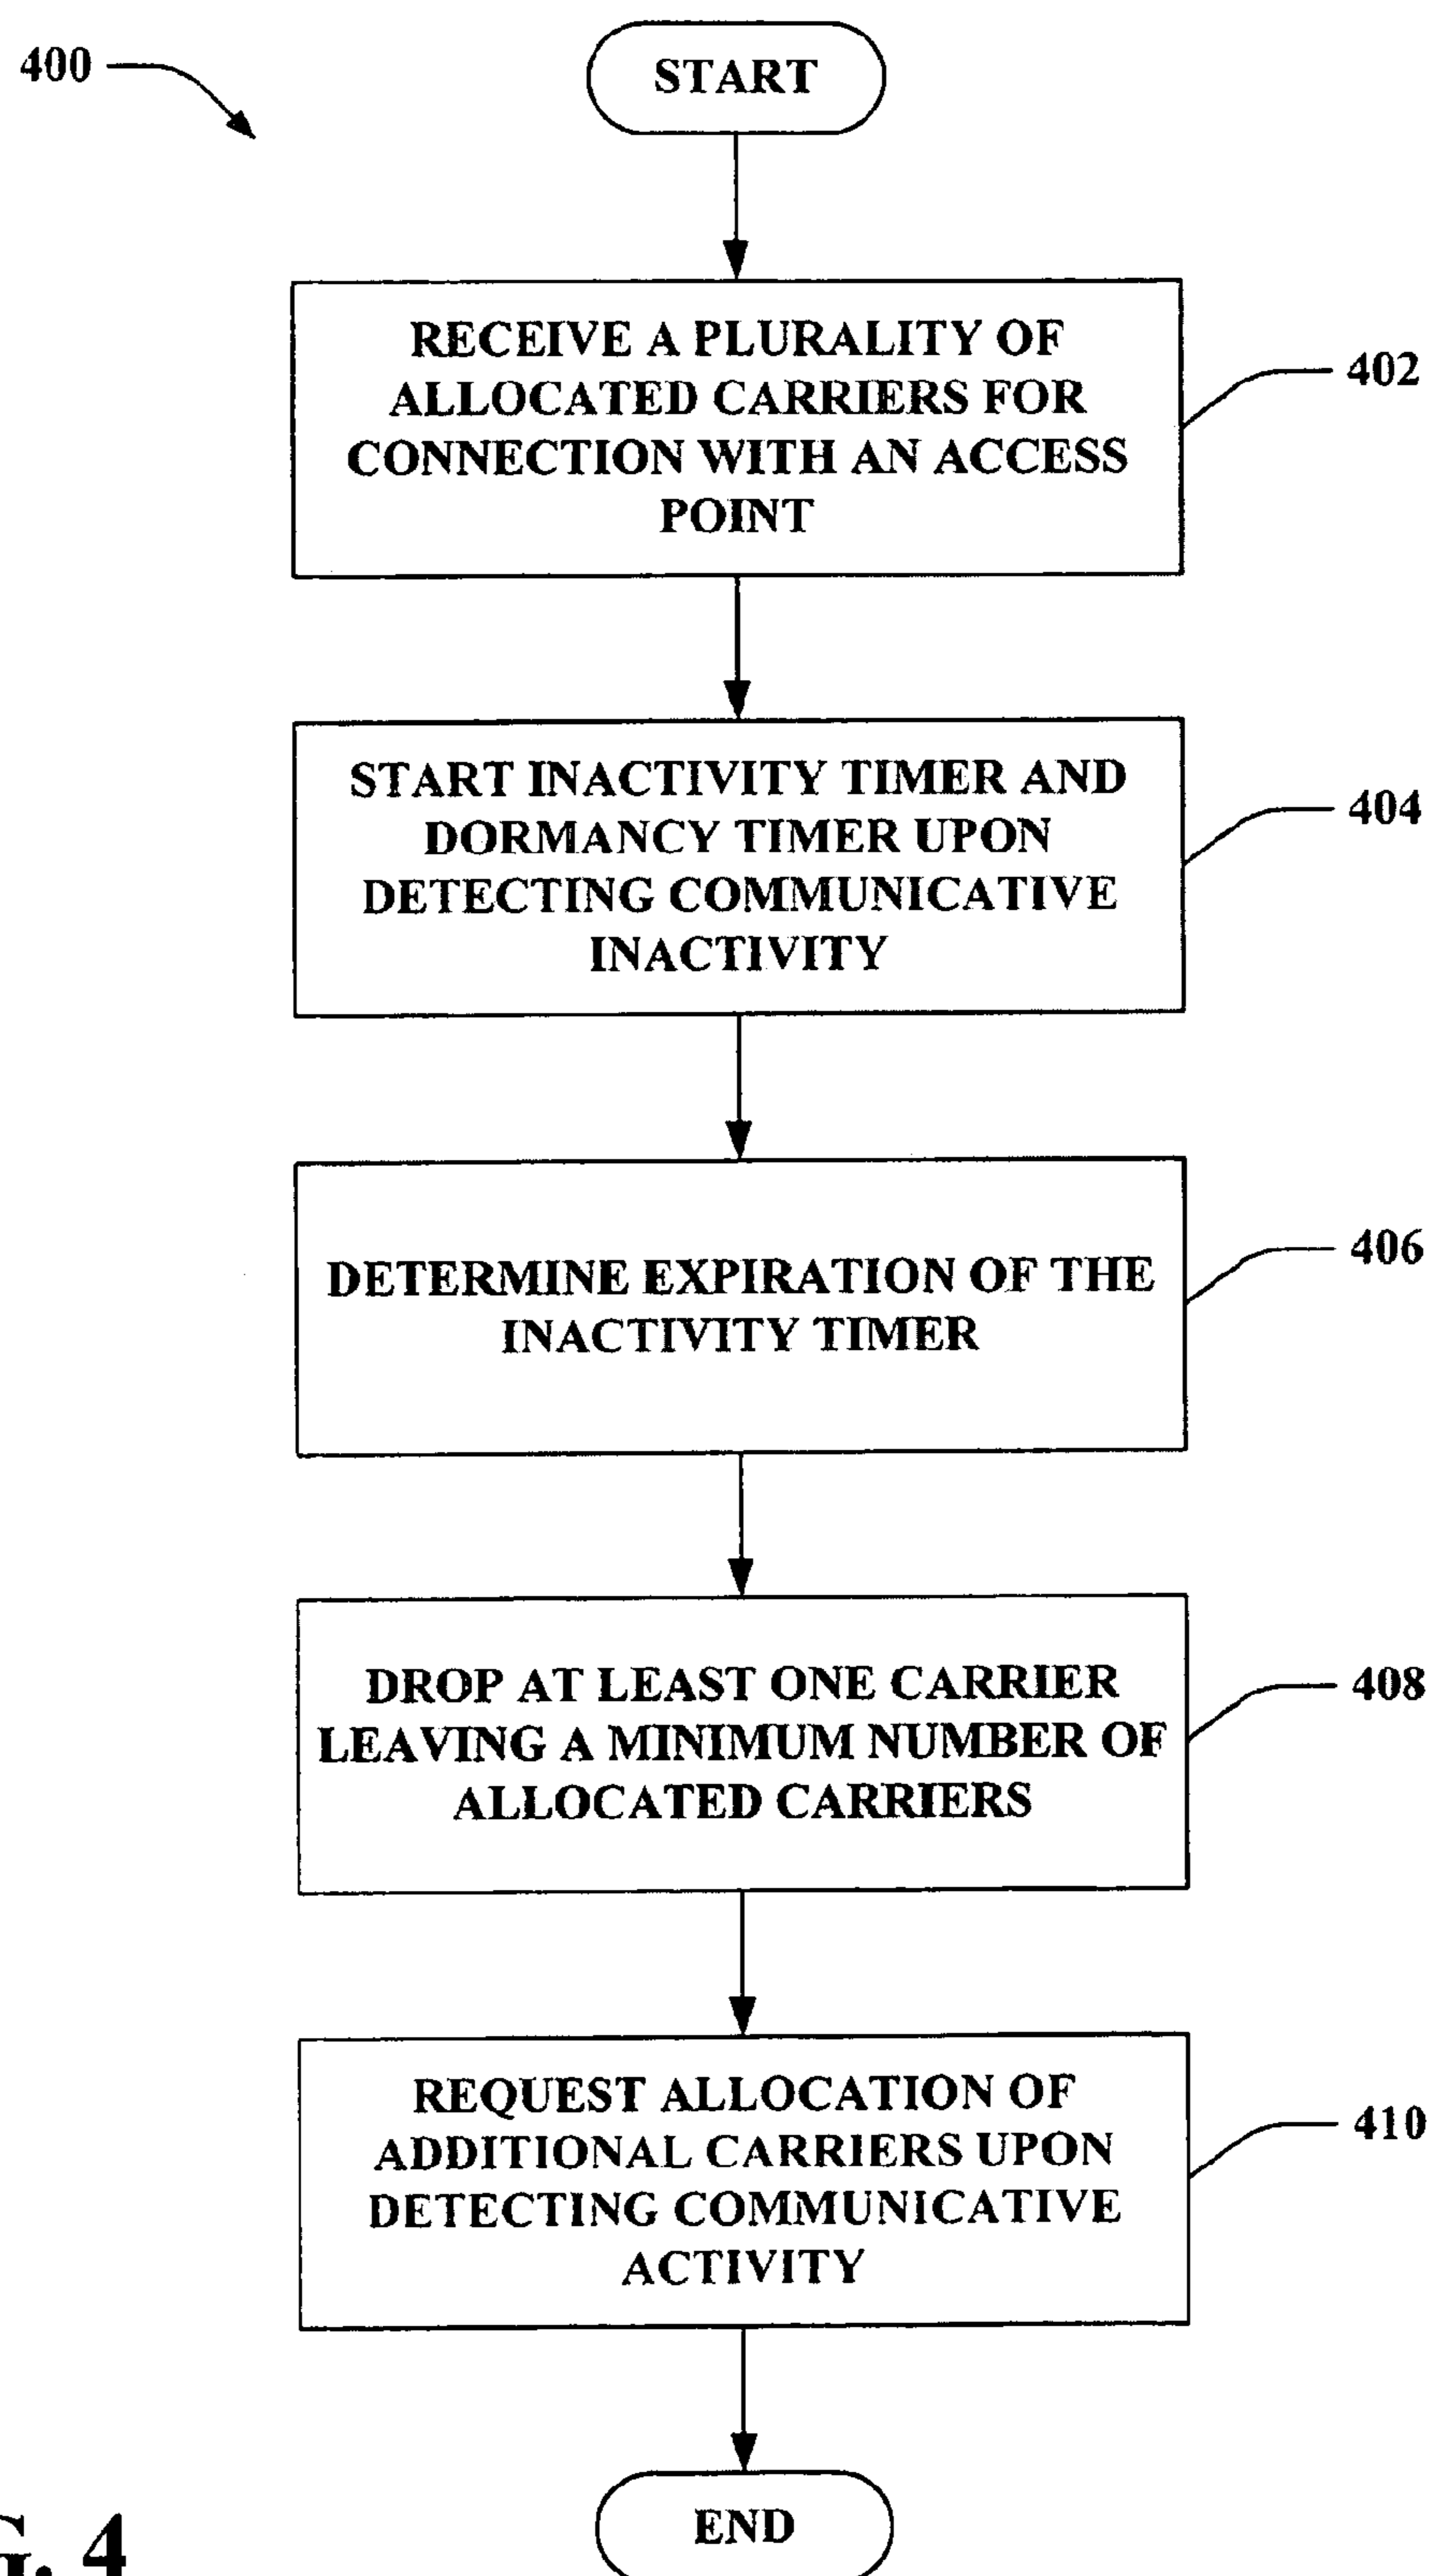 400
START
RECEIVE A PLURALITY OF
ALLOCATED CARRIERS FOR
CONNECTION WITH AN ACCESS
POINT
402
START INACTIVITY TIMER AND
DORMANCY TIMER UPON
DETECTING COMMUNICATIVE
INACTIVITY
404
DETERMINE EXPIRATION OF THE
INACTIVITY TIMER
406
DROP AT LEAST ONE CARRIER
LEAVING A MINIMUM NUMBER OF
ALLOCATED CARRIERS
408
REQUEST ALLOCATION OF
ADDITIONAL CARRIERS UPON
DETECTING COMMUNICATIVE
ACTIVITY
410
END
G. 4